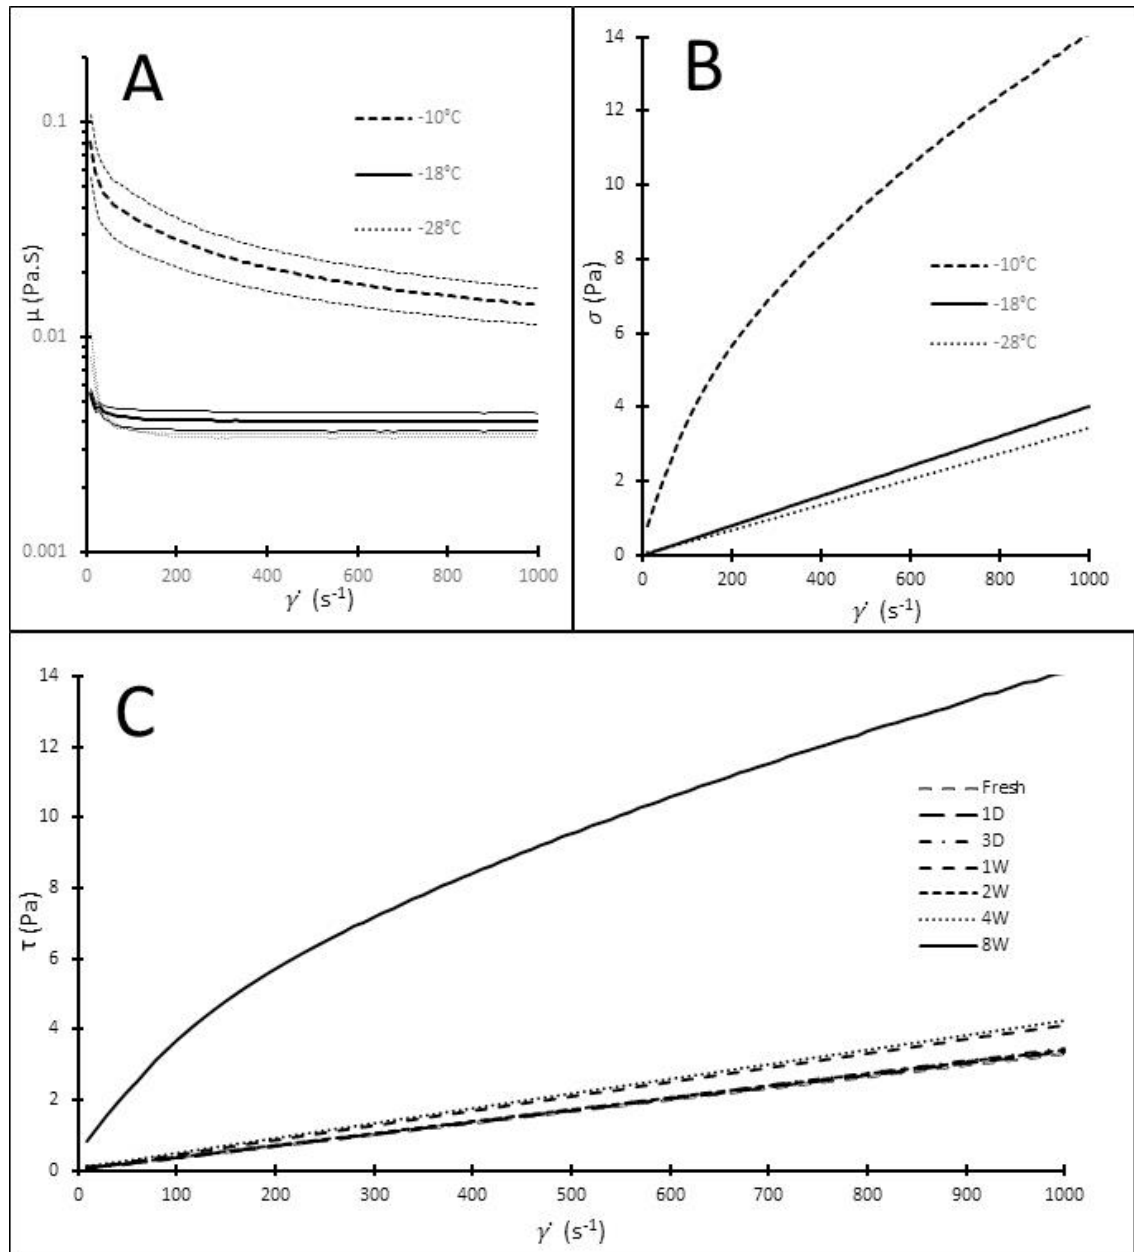 A
μ (Pa.S)
0.1
0.01
0.001
-10°C
-18°C
-28°C
0 200 400 600 800 1000
γ˙ (s-1)
B
σ (Pa)
14
12
10
8
6
4
2
0
-10°C
-18°C
-28°C
0 200 400 600 800 1000
γ˙ (s-1)
C
τ (Pa)
14
12
10
8
6
4
2
0
Fresh
1D
3D
1W
2W
4W
8W
0 100 200 300 400 500 600 700 800 900 1000
γ˙ (s-1)